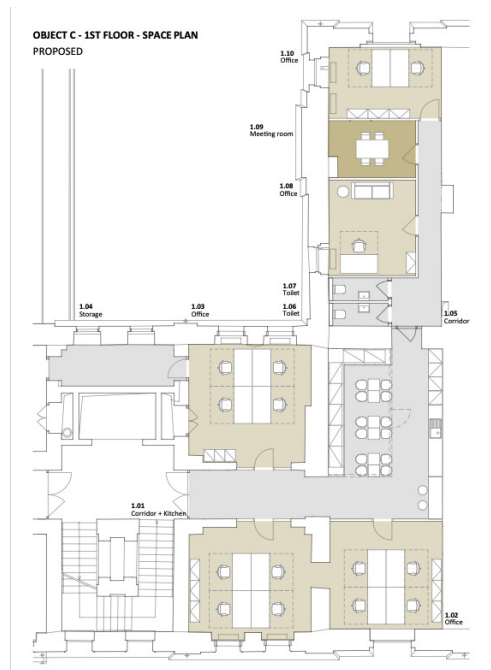 OBJECT C - 1ST FLOOR - SPACE PLAN
PROPOSED
1.10
Office
1.09
Meeting room
1.08
Office
1.07
Toilet
1.06
Toilet
1.05
Corridor
1.04
Storage
1.03
Office
1.01
Corridor + Kitchen
1.02
Office